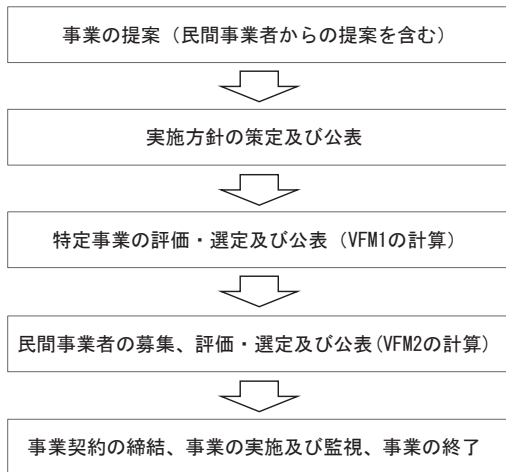 事業の提案（民間事業者からの提案を含む）
実施方針の策定及び公表
特定事業の評価・選定及び公表（VFM1の計算）
民間事業者の募集、評価・選定及び公表(VFM2の計算)
事業契約の締結、事業の実施及び監視、事業の終了